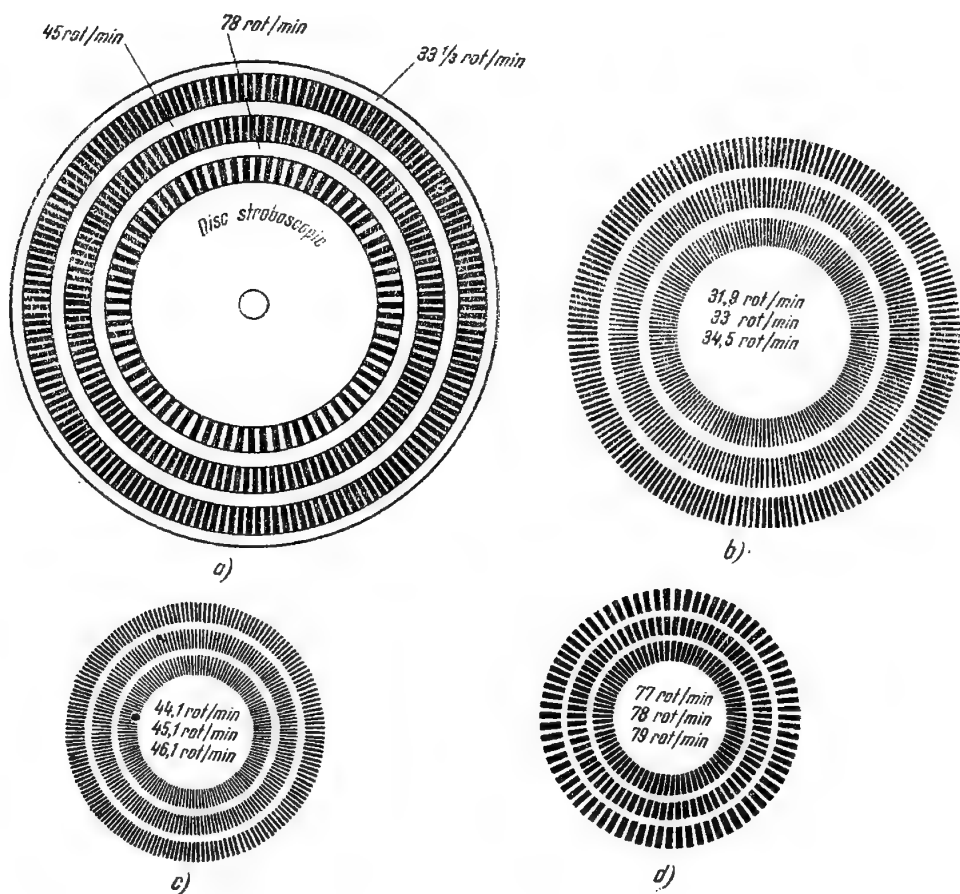 45 rot/min
78 rot/min
33 1/3 rot/min
Disc stroboscopic
a)
31,9 rot/min
33 rot/min
34,5 rot/min
b)
44,1 rot/min
45,1 rot/min
46,1 rot/min
c)
77 rot/min
78 rot/min
79 rot/min
d)